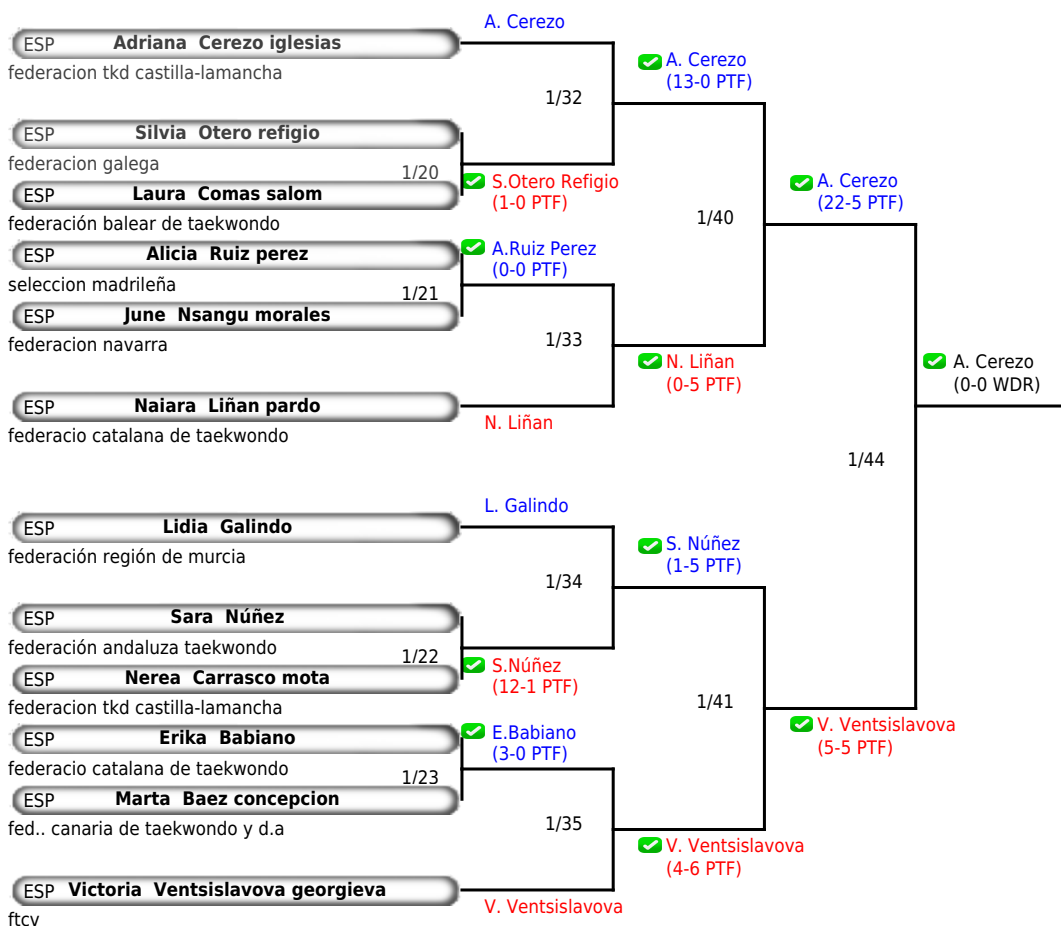 A. Cerezo
ESP Adriana Cerezo iglesias
federacion tkd castilla-lamancha
A. Cerezo
(13-0 PTF)
1/32
ESP Silvia Otero refigio
federacion galega
1/20
S.Otero Refigio
(1-0 PTF)
ESP Laura Comas salom
federación balear de taekwondo
A. Cerezo
(22-5 PTF)
1/40
ESP Alicia Ruiz perez
seleccion madrileña
A.Ruiz Perez
(0-0 PTF)
1/21
ESP June Nsangu morales
federacion navarra
1/33
N. Liñan
(0-5 PTF)
A. Cerezo
(0-0 WDR)
ESP Naiara Liñan pardo
federacio catalana de taekwondo
N. Liñan
1/44
L. Galindo
ESP Lidia Galindo
federación región de murcia
S. Núñez
(1-5 PTF)
1/34
ESP Sara Núñez
federación andaluza taekwondo
1/22
S.Núñez
(12-1 PTF)
ESP Nerea Carrasco mota
federacion tkd castilla-lamancha
1/41
V. Ventsislavova
(5-5 PTF)
ESP Erika Babiano
federacio catalana de taekwondo
E.Babiano
(3-0 PTF)
1/23
ESP Marta Baez concepcion
fed.. canaria de taekwondo y d.a
1/35
V. Ventsislavova
(4-6 PTF)
ESP Victoria Ventsislavova georgieva
ftcv
V. Ventsislavova